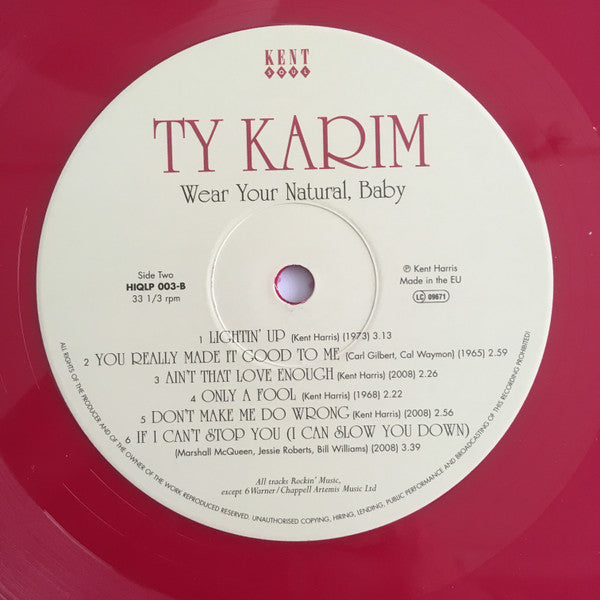 KENT
SOUL
TY KARIM
Wear Your Natural, Baby
Side Two
HIQLP 003-B
33 1/3 rpm
℗ Kent Harris
Made in the EU
LC 09671
1 LIGHTIN' UP (Kent Harris) (1973) 3.13
2 YOU REALLY MADE IT GOOD TO ME (Carl Gilbert, Cal Waymon) (1965) 2.59
3 AIN'T THAT LOVE ENOUGH (Kent Harris) (2008) 2.26
4 ONLY A FOOL (Kent Harris) (1968) 2.22
5 DON'T MAKE ME DO WRONG (Kent Harris) (2008) 2.56
6 IF I CAN'T STOP YOU (I CAN SLOW YOU DOWN)
(Marshall McQueen, Jessie Roberts, Bill Williams) (2008) 3.39
All tracks Rockin' Music,
except 6 Warner/Chappell Artemis Music Ltd
ALL RIGHTS OF THE PRODUCER AND OF THE OWNER OF THE WORK REPRODUCED RESERVED. UNAUTHORISED COPYING, HIRING, LENDING, PUBLIC PERFORMANCE AND BROADCASTING OF THIS RECORDING PROHIBITED!